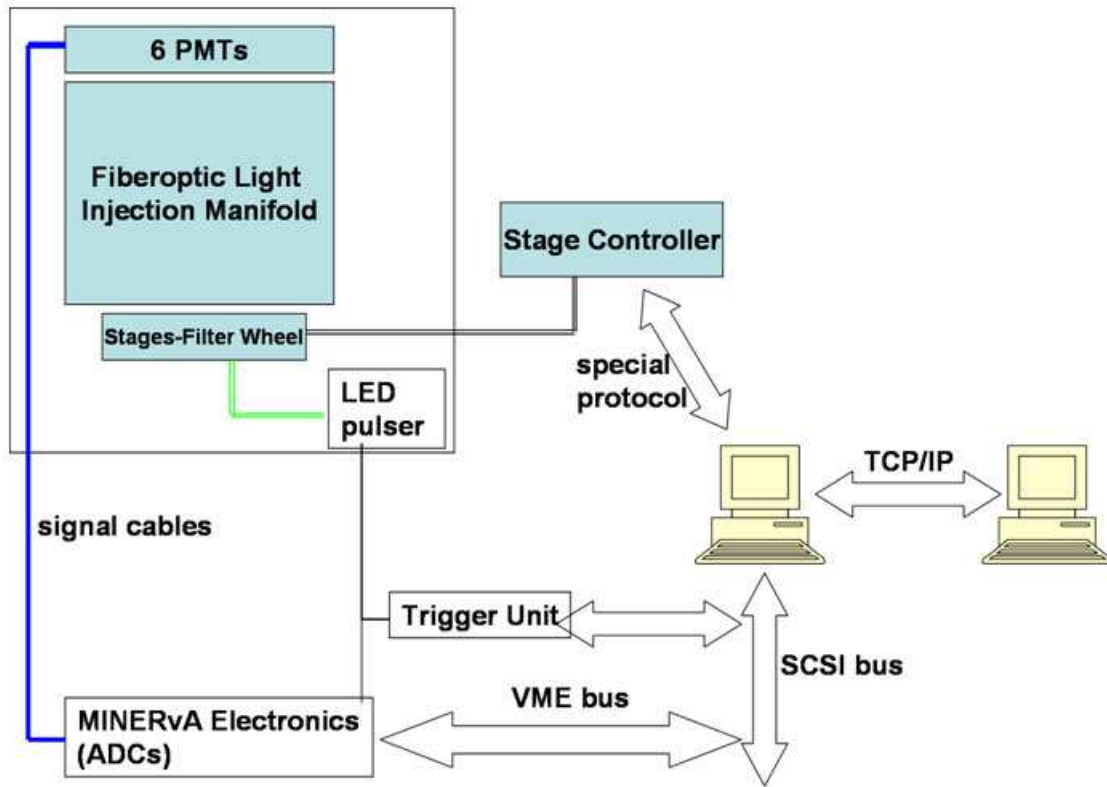 6 PMTs
Fiberoptic Light
Injection Manifold
Stage Controller
Stages-Filter Wheel
special
protocol
LED
pulser
TCP/IP
signal cables
Trigger Unit
SCSI bus
VME bus
MINERvA Electronics
(ADCs)